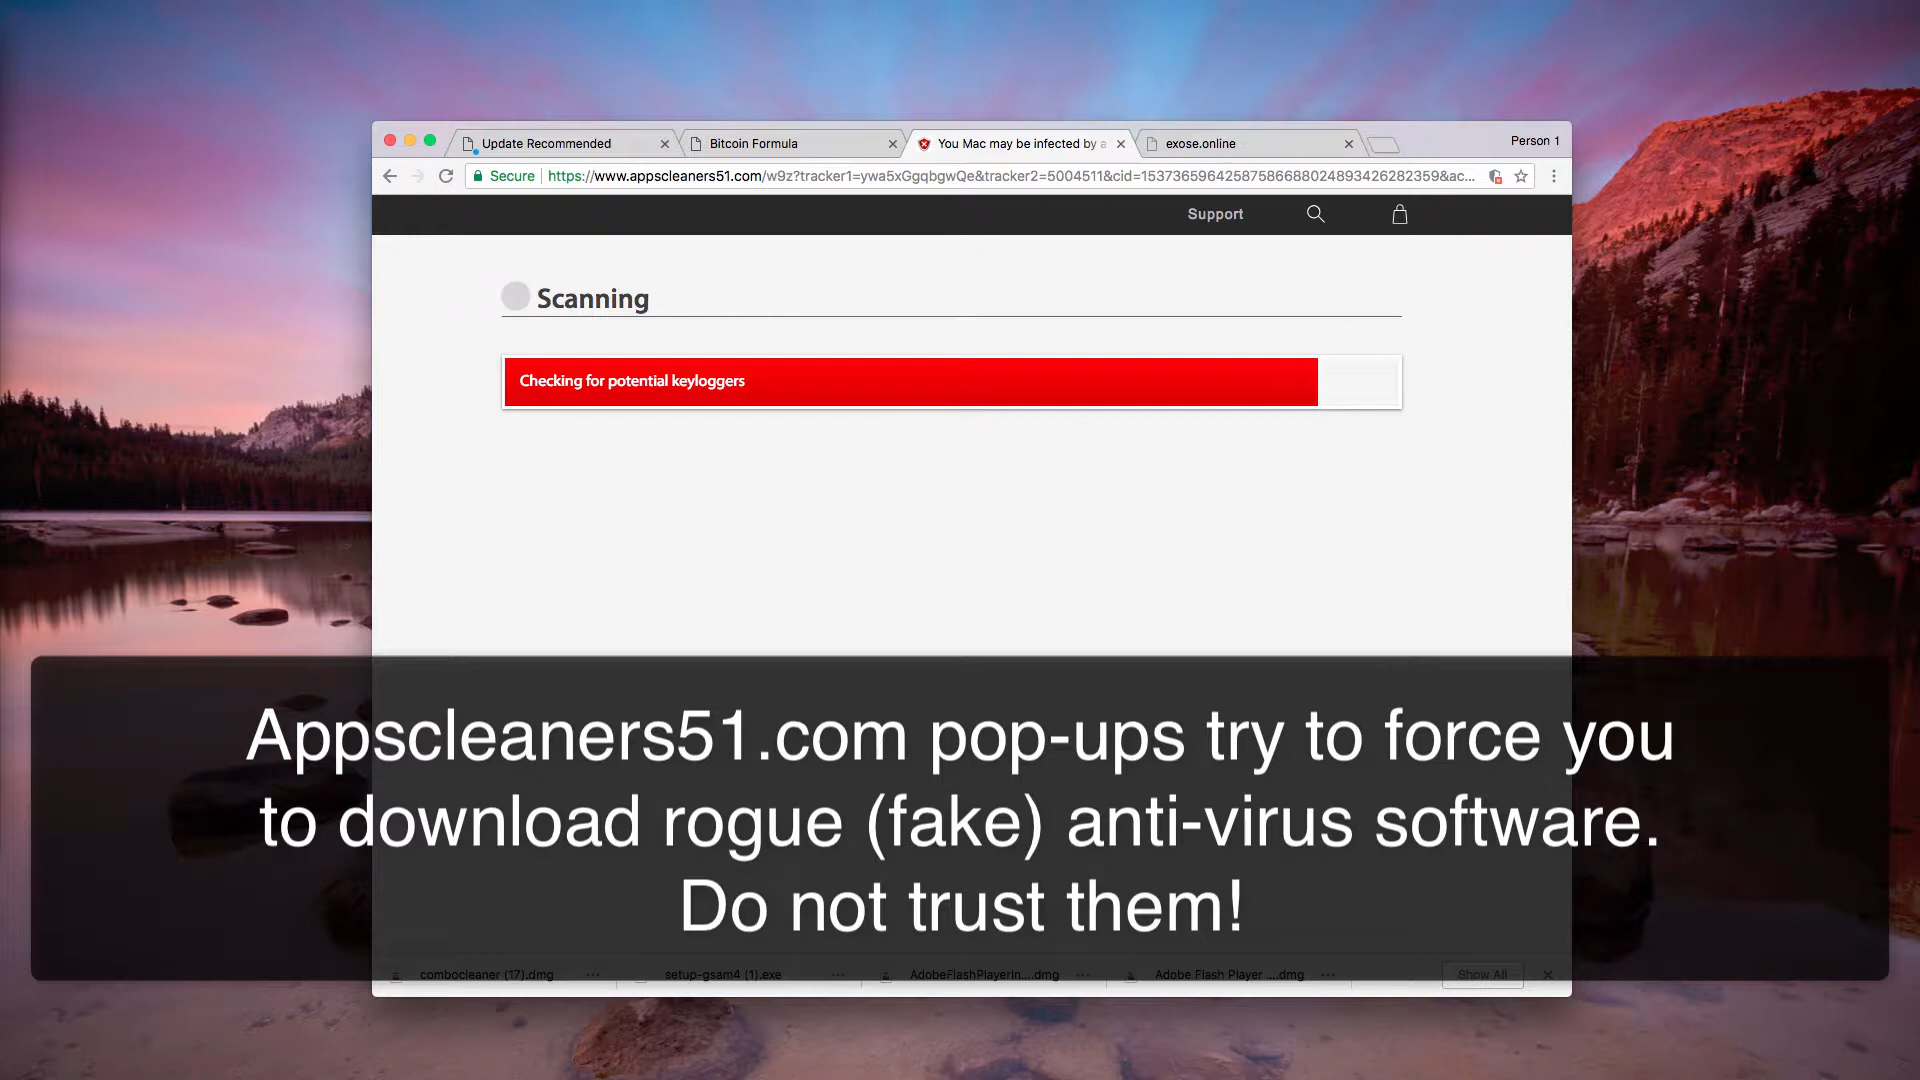 Update Recommended
Bitcoin Formula
You Mac may be infected by a
exose.online
Person 1
Secure
https://www.appscleaners51.com/w9z?tracker1=ywa5xGgqbgwQe&tracker2=5004511&cid=15373659642587586688024893426282359&ac...
Support
Scanning
Checking for potential keyloggers
Appscleaners51.com pop-ups try to force you
to download rogue (fake) anti-virus software.
Do not trust them!
combocleaner (17).dmg
setup-gsam4 (1).exe
AdobeFlashPlayerIn....dmg
Adobe Flash Player ....dmg
Show All